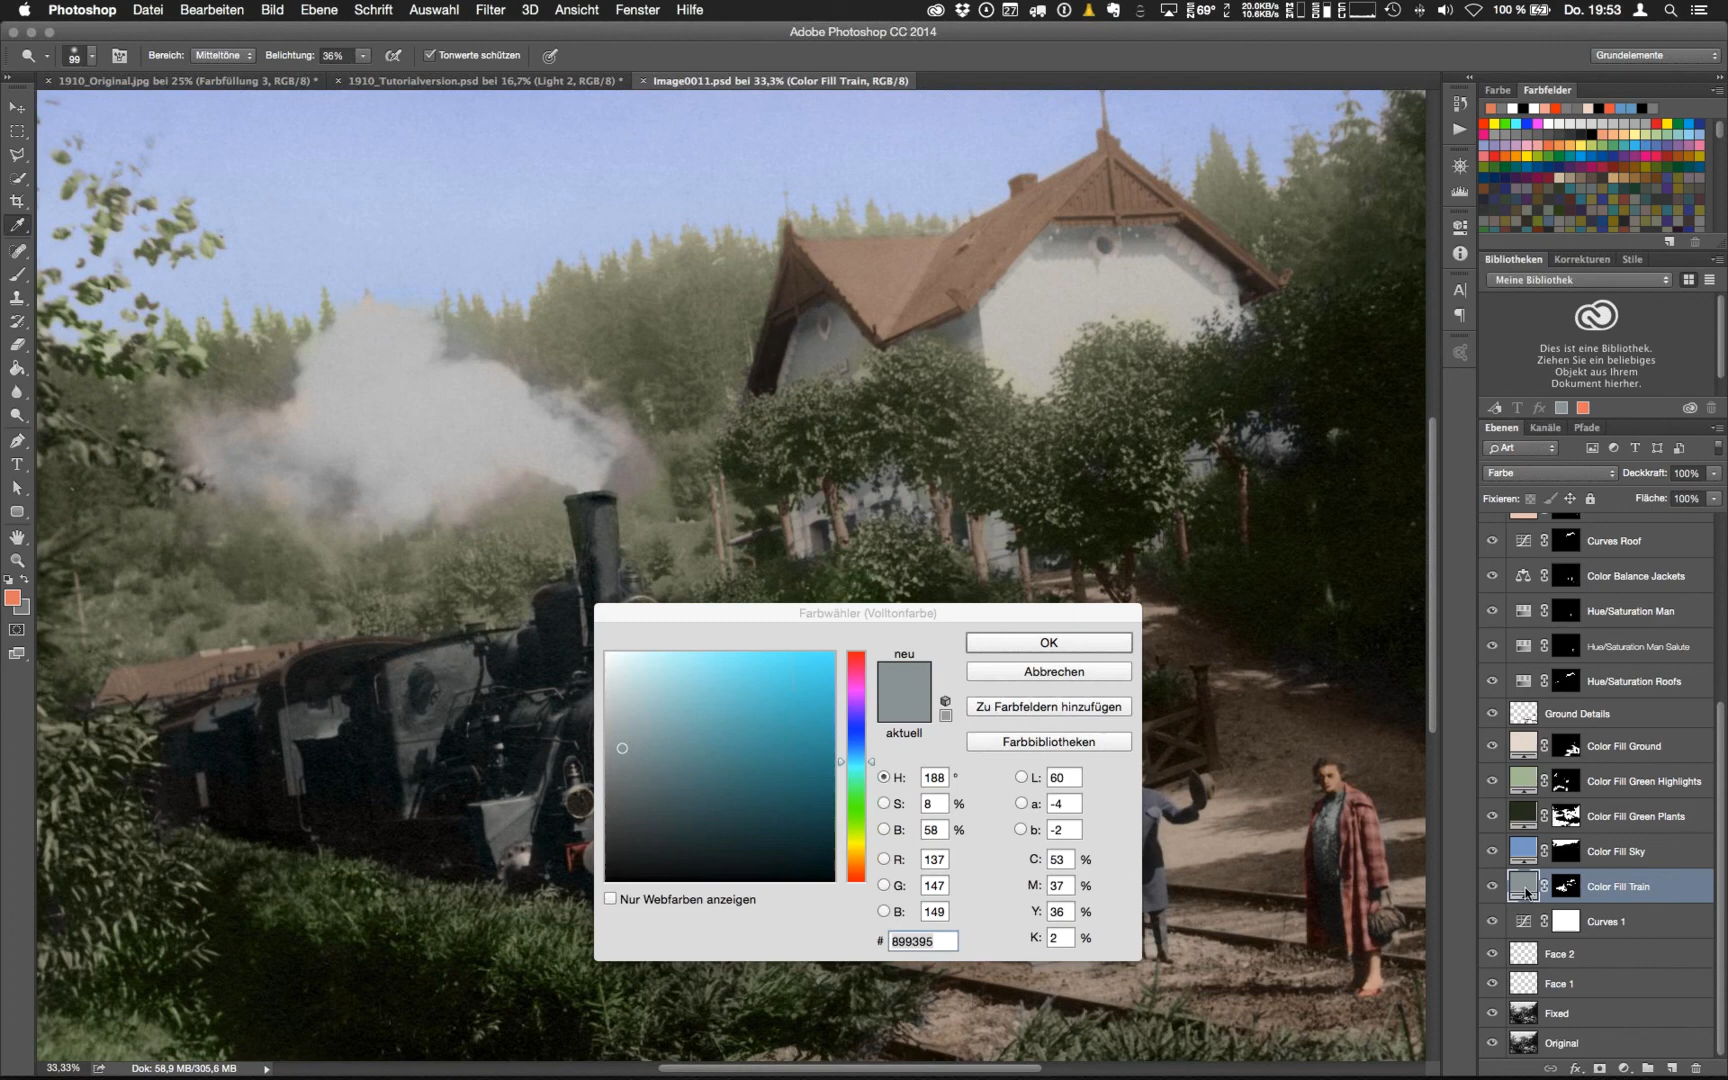 Photoshop Datei Bearbeiten Bild Ebene Schrift Auswahl Filter 3D Ansicht Fenster Hilfe
27 69° 20.0KB/s 10.6KB/s 100 % Do. 19:53
Adobe Photoshop CC 2014
99 Bereich: Mitteltöne Belichtung: 36% Tonwerte schützen Grundelemente
1910_Original.jpg bei 25% (Farbfüllung 3, RGB/8) *
1910_Tutorialversion.psd bei 16,7% (Light 2, RGB/8) *
Image0011.psd bei 33,3% (Color Fill Train, RGB/8)
Farbe Farbfelder
Bibliotheken Korrekturen Stile
Meine Bibliothek
Dies ist eine Bibliothek.
Ziehen Sie ein beliebiges
Objekt aus Ihrem
Dokument hierher.
Ebenen Kanäle Pfade
Art
Farbe Deckkraft: 100%
Fixieren: Fläche: 100%
Curves Roof
Color Balance Jackets
Hue/Saturation Man
Hue/Saturation Man Salute
Hue/Saturation Roofs
Ground Details
Color Fill Ground
Color Fill Green Highlights
Color Fill Green Plants
Color Fill Sky
Color Fill Train
Curves 1
Face 2
Face 1
Fixed
Original
Farbwähler (Volltonfarbe)
neu
aktuell
OK
Abbrechen
Zu Farbfeldern hinzufügen
Farbbibliotheken
H: 188 ° L: 60
S: 8 % a: -4
B: 58 % b: -2
R: 137 C: 53 %
G: 147 M: 37 %
B: 149 Y: 36 %
# 899395 K: 2 %
Nur Webfarben anzeigen
33,33% Dok: 58,9 MB/305,6 MB